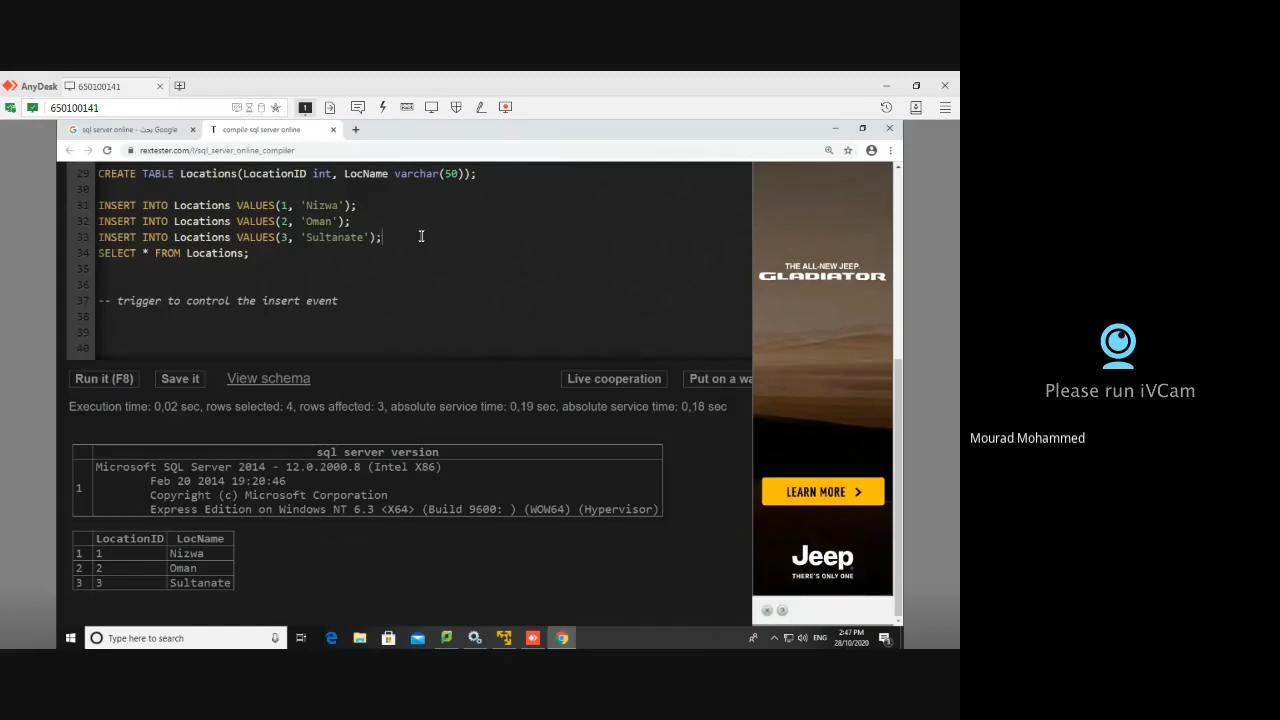 AnyDesk 650100141
650100141
1
sql server online - بحث Google
compile sql server online
rextester.com/l/sql_server_online_compiler
29 CREATE TABLE Locations(LocationID int, LocName varchar(50));
30
31 INSERT INTO Locations VALUES(1, 'Nizwa');
32 INSERT INTO Locations VALUES(2, 'Oman');
33 INSERT INTO Locations VALUES(3, 'Sultanate');
34 SELECT * FROM Locations;
35
36
37 -- trigger to control the insert event
38
39
40
Run it (F8) Save it View schema Live cooperation Put on a wa
Execution time: 0,02 sec, rows selected: 4, rows affected: 3, absolute service time: 0,19 sec, absolute service time: 0,18 sec
sql server version
1 Microsoft SQL Server 2014 - 12.0.2000.8 (Intel X86)
Feb 20 2014 19:20:46
Copyright (c) Microsoft Corporation
Express Edition on Windows NT 6.3 <X64> (Build 9600: ) (WOW64) (Hypervisor)
LocationID LocName
1 1 Nizwa
2 2 Oman
3 3 Sultanate
THE ALL-NEW JEEP.
GLADIATOR
LEARN MORE
Jeep
THERE'S ONLY ONE
Type here to search
ENG
2:47 PM
28/10/2020
Please run iVCam
Mourad Mohammed